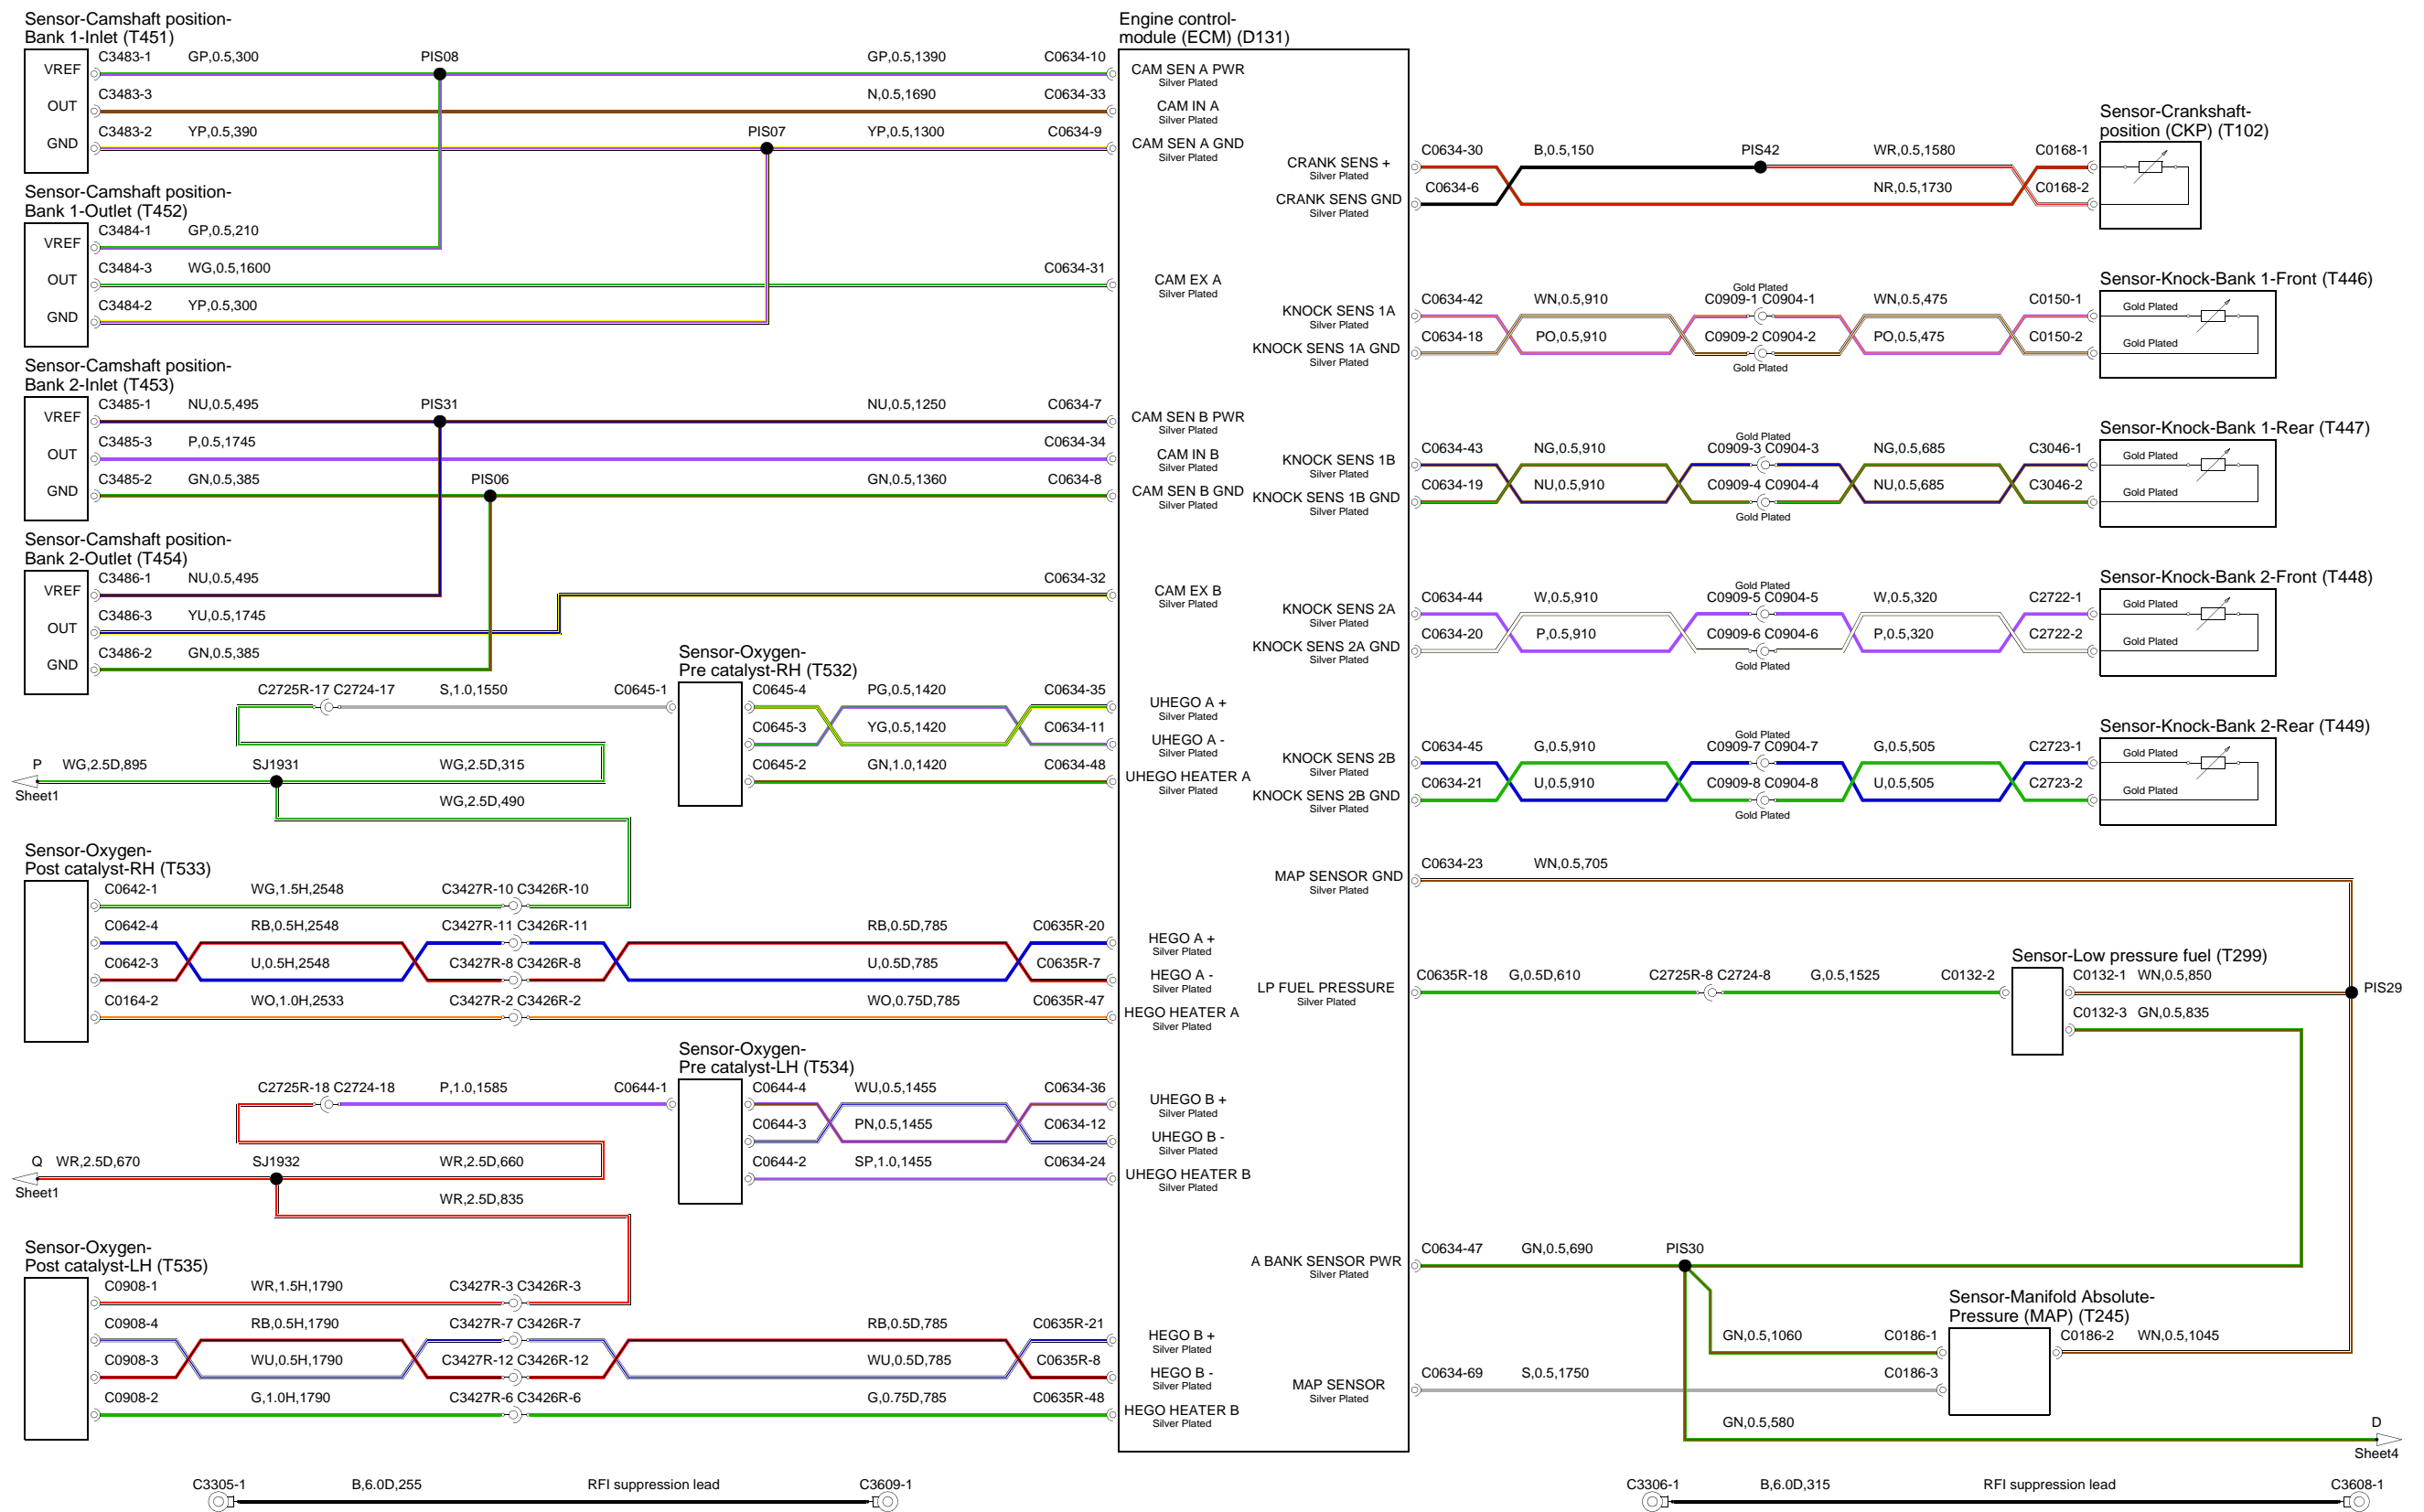 Sensor-Camshaft position-
Bank 1-Inlet (T451)
C3483-1 GP,0.5,300 PIS08 GP,0.5,1390 C0634-10
VREF
C3483-3 N,0.5,1690 C0634-33
OUT
C3483-2 YP,0.5,390 PIS07 YP,0.5,1300 C0634-9
GND
Sensor-Camshaft position-
Bank 1-Outlet (T452)
C3484-1 GP,0.5,210
VREF
C3484-3 WG,0.5,1600 C0634-31
OUT
C3484-2 YP,0.5,300
GND
Sensor-Camshaft position-
Bank 2-Inlet (T453)
C3485-1 NU,0.5,495 PIS31 NU,0.5,1250 C0634-7
VREF
C3485-3 P,0.5,1745 C0634-34
OUT
C3485-2 GN,0.5,385 PIS06 GN,0.5,1360 C0634-8
GND
Sensor-Camshaft position-
Bank 2-Outlet (T454)
C3486-1 NU,0.5,495 C0634-32
VREF
C3486-3 YU,0.5,1745
OUT
C3486-2 GN,0.5,385
GND
Sensor-Oxygen-
Pre catalyst-RH (T532)
C2725R-17 C2724-17 S,1.0,1550 C0645-1
C0645-4 PG,0.5,1420 C0634-35
C0645-3 YG,0.5,1420 C0634-11
C0645-2 GN,1.0,1420 C0634-48
P WG,2.5D,895 SJ1931 WG,2.5D,315
Sheet1
WG,2.5D,490
Sensor-Oxygen-
Post catalyst-RH (T533)
C0642-1 WG,1.5H,2548 C3427R-10 C3426R-10
C0642-4 RB,0.5H,2548 C3427R-11 C3426R-11 RB,0.5D,785 C0635R-20
C0642-3 U,0.5H,2548 C3427R-8 C3426R-8 U,0.5D,785 C0635R-7
C0164-2 WO,1.0H,2533 C3427R-2 C3426R-2 WO,0.75D,785 C0635R-47
Sensor-Oxygen-
Pre catalyst-LH (T534)
C2725R-18 C2724-18 P,1.0,1585 C0644-1
C0644-4 WU,0.5,1455 C0634-36
C0644-3 PN,0.5,1455 C0634-12
C0644-2 SP,1.0,1455 C0634-24
Q WR,2.5D,670 SJ1932 WR,2.5D,660
Sheet1
WR,2.5D,835
Sensor-Oxygen-
Post catalyst-LH (T535)
C0908-1 WR,1.5H,1790 C3427R-3 C3426R-3
C0908-4 RB,0.5H,1790 C3427R-7 C3426R-7 RB,0.5D,785 C0635R-21
C0908-3 WU,0.5H,1790 C3427R-12 C3426R-12 WU,0.5D,785 C0635R-8
C0908-2 G,1.0H,1790 C3427R-6 C3426R-6 G,0.75D,785 C0635R-48
C3305-1 B,6.0D,255 RFI suppression lead C3609-1
Engine control-
module (ECM) (D131)
CAM SEN A PWR
Silver Plated
CAM IN A
Silver Plated
CAM SEN A GND
Silver Plated
CAM EX A
Silver Plated
CAM SEN B PWR
Silver Plated
CAM IN B
Silver Plated
CAM SEN B GND
Silver Plated
CAM EX B
Silver Plated
UHEGO A +
Silver Plated
UHEGO A -
Silver Plated
UHEGO HEATER A
Silver Plated
HEGO A +
Silver Plated
HEGO A -
Silver Plated
HEGO HEATER A
Silver Plated
UHEGO B +
Silver Plated
UHEGO B -
Silver Plated
UHEGO HEATER B
Silver Plated
HEGO B +
Silver Plated
HEGO B -
Silver Plated
HEGO HEATER B
Silver Plated
CRANK SENS +
Silver Plated
CRANK SENS GND
Silver Plated
KNOCK SENS 1A
Silver Plated
KNOCK SENS 1A GND
Silver Plated
KNOCK SENS 1B
Silver Plated
KNOCK SENS 1B GND
Silver Plated
KNOCK SENS 2A
Silver Plated
KNOCK SENS 2A GND
Silver Plated
KNOCK SENS 2B
Silver Plated
KNOCK SENS 2B GND
Silver Plated
MAP SENSOR GND
Silver Plated
LP FUEL PRESSURE
Silver Plated
A BANK SENSOR PWR
Silver Plated
MAP SENSOR
Silver Plated
Sensor-Crankshaft-
position (CKP) (T102)
C0634-30 B,0.5,150 PIS42 WR,0.5,1580 C0168-1
C0634-6 NR,0.5,1730 C0168-2
Sensor-Knock-Bank 1-Front (T446)
Gold Plated
C0634-42 WN,0.5,910 C0909-1 C0904-1 WN,0.5,475 C0150-1
Gold Plated
C0634-18 PO,0.5,910 C0909-2 C0904-2 PO,0.5,475 C0150-2
Gold Plated
Gold Plated
Sensor-Knock-Bank 1-Rear (T447)
Gold Plated
C0634-43 NG,0.5,910 C0909-3 C0904-3 NG,0.5,685 C3046-1
Gold Plated
C0634-19 NU,0.5,910 C0909-4 C0904-4 NU,0.5,685 C3046-2
Gold Plated
Gold Plated
Sensor-Knock-Bank 2-Front (T448)
Gold Plated
C0634-44 W,0.5,910 C0909-5 C0904-5 W,0.5,320 C2722-1
Gold Plated
C0634-20 P,0.5,910 C0909-6 C0904-6 P,0.5,320 C2722-2
Gold Plated
Gold Plated
Sensor-Knock-Bank 2-Rear (T449)
Gold Plated
C0634-45 G,0.5,910 C0909-7 C0904-7 G,0.5,505 C2723-1
Gold Plated
C0634-21 U,0.5,910 C0909-8 C0904-8 U,0.5,505 C2723-2
Gold Plated
Gold Plated
C0634-23 WN,0.5,705
Sensor-Low pressure fuel (T299)
C0635R-18 G,0.5D,610 C2725R-8 C2724-8 G,0.5,1525 C0132-2
C0132-1 WN,0.5,850
PIS29
C0132-3 GN,0.5,835
C0634-47 GN,0.5,690 PIS30
Sensor-Manifold Absolute-
Pressure (MAP) (T245)
GN,0.5,1060 C0186-1
C0186-2 WN,0.5,1045
C0634-69 S,0.5,1750 C0186-3
GN,0.5,580 D
Sheet4
C3306-1 B,6.0D,315 RFI suppression lead C3608-1